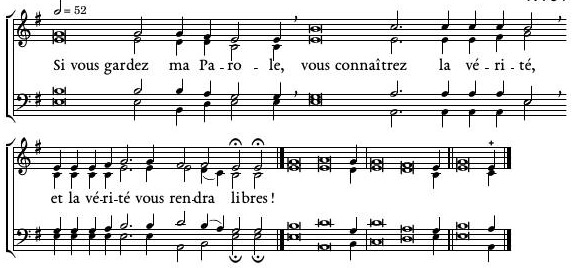 𝅗𝅥 = 52
Si vous gardez ma Pa - ro - le, vous connaîtrez la vé - ri - té,
et la vé-ri-té vous ren-dra libres !